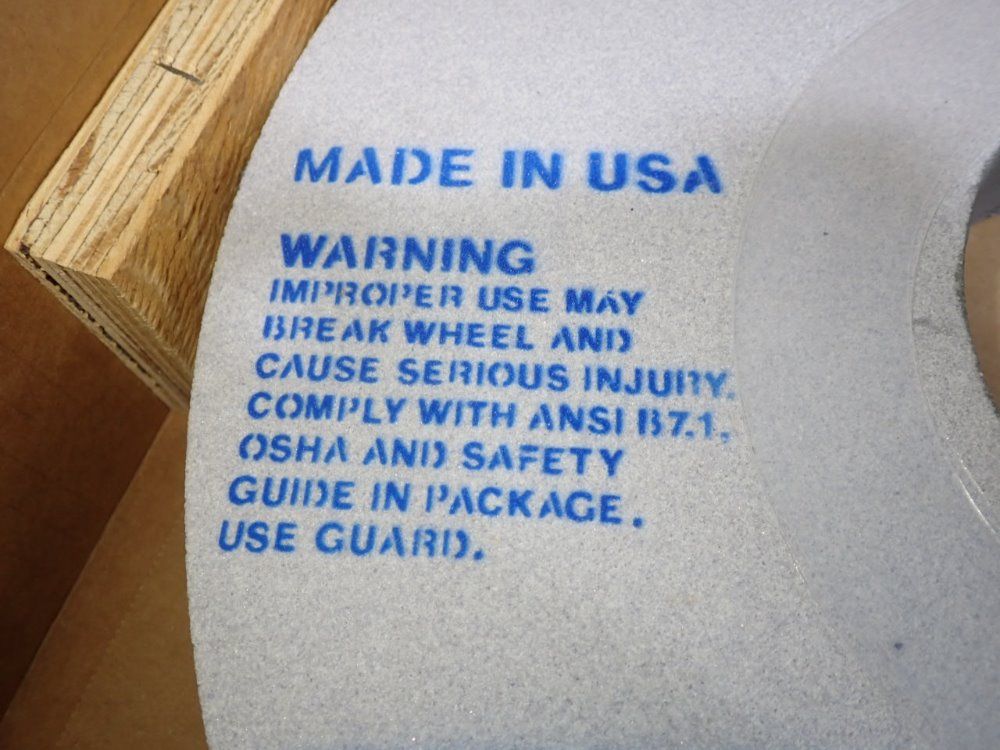 MADE IN USA
WARNING
IMPROPER USE MAY
BREAK WHEEL AND
CAUSE SERIOUS INJURY.
COMPLY WITH ANSI B7.1,
OSHA AND SAFETY
GUIDE IN PACKAGE.
USE GUARD.